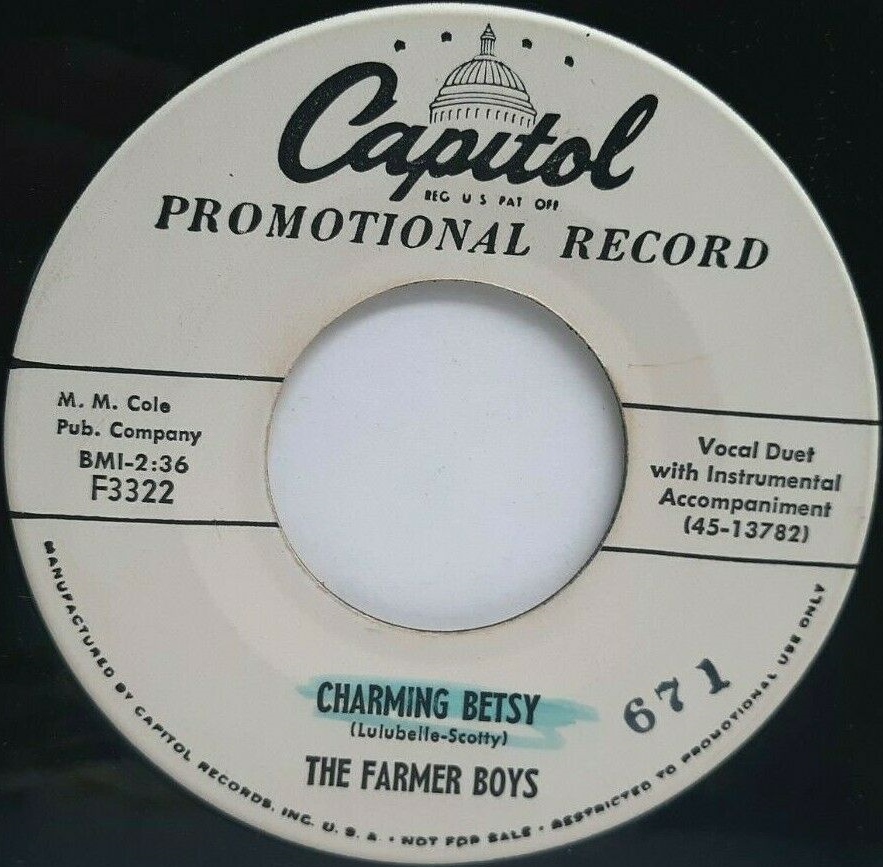 Capitol
REG U S PAT OFF
PROMOTIONAL RECORD
M. M. Cole
Pub. Company
BMI-2:36
F3322
Vocal Duet
with Instrumental
Accompaniment
(45-13782)
CHARMING BETSY
(Lulubelle-Scotty)
THE FARMER BOYS
671
MANUFACTURED BY CAPITOL RECORDS, INC. U. S. A. • NOT FOR SALE • RESTRICTED TO PROMOTIONAL USE ONLY